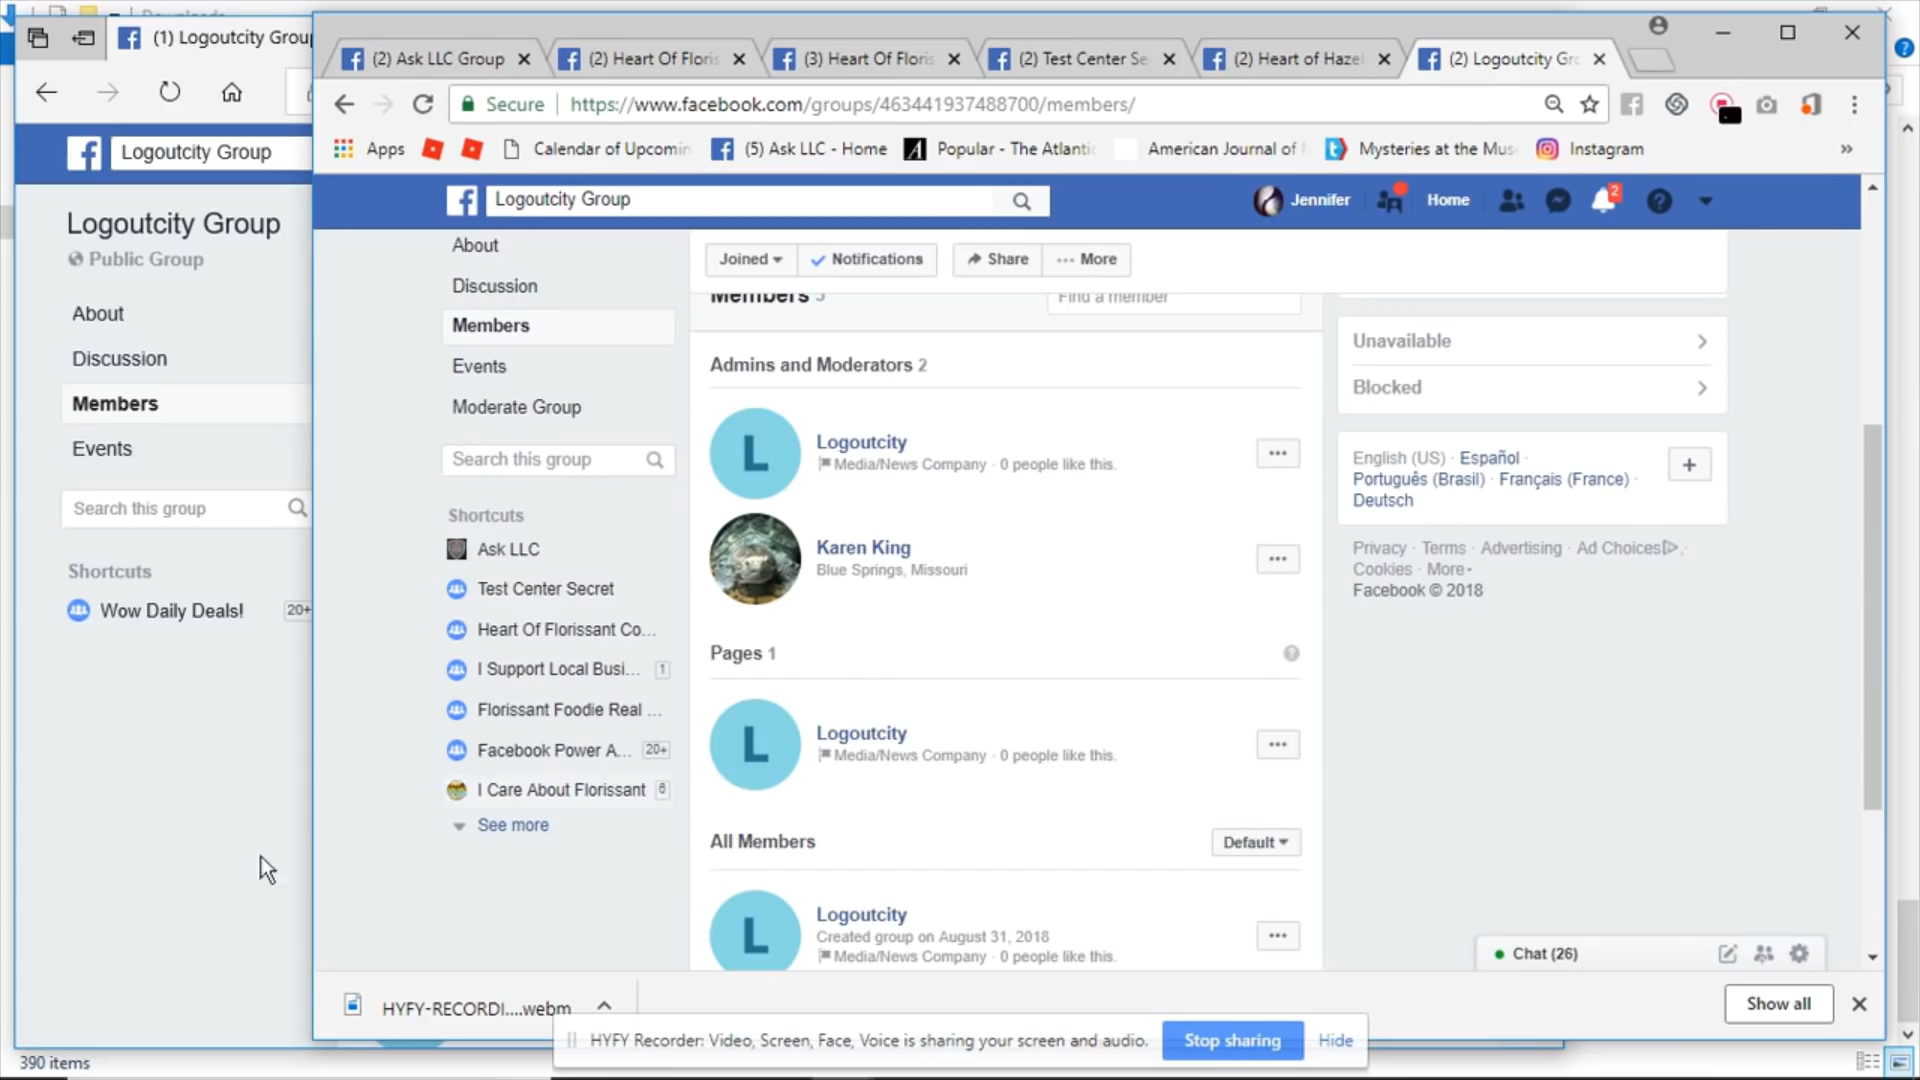 Downloads
(1) Logoutcity Grou
(2) Ask LLC Group
(2) Heart Of Floris
(3) Heart Of Floris
(2) Test Center Se
(2) Heart of Hazel
(2) Logoutcity Gro
Secure
https://www.facebook.com/groups/463441937488700/members/
Apps
Calendar of Upcomin
(5) Ask LLC - Home
Popular - The Atlantic
American Journal of
Mysteries at the Mus
Instagram
»
Logoutcity Group
Logoutcity Group
Public Group
About
Discussion
Members
Events
Search this group
Shortcuts
Wow Daily Deals! 20+
Logoutcity Group
Jennifer
Home
2
About
Discussion
Members
Events
Moderate Group
Search this group
Shortcuts
Ask LLC
Test Center Secret
Heart Of Florissant Co...
I Support Local Busi... 1
Florissant Foodie Real ...
Facebook Power A... 20+
I Care About Florissant 6
See more
Joined
Notifications
Share
More
Members
Find a member
Admins and Moderators 2
L
Logoutcity
Media/News Company · 0 people like this.
Karen King
Blue Springs, Missouri
Pages 1
L
Logoutcity
Media/News Company · 0 people like this.
All Members
Default
L
Logoutcity
Created group on August 31, 2018
Media/News Company · 0 people like this.
Unavailable
Blocked
English (US) · Español ·
Português (Brasil) · Français (France) ·
Deutsch
Privacy · Terms · Advertising · Ad Choices ·
Cookies · More
Facebook © 2018
Chat (26)
HYFY-RECORDI....webm
Show all
HYFY Recorder: Video, Screen, Face, Voice is sharing your screen and audio.
Stop sharing
Hide
390 items